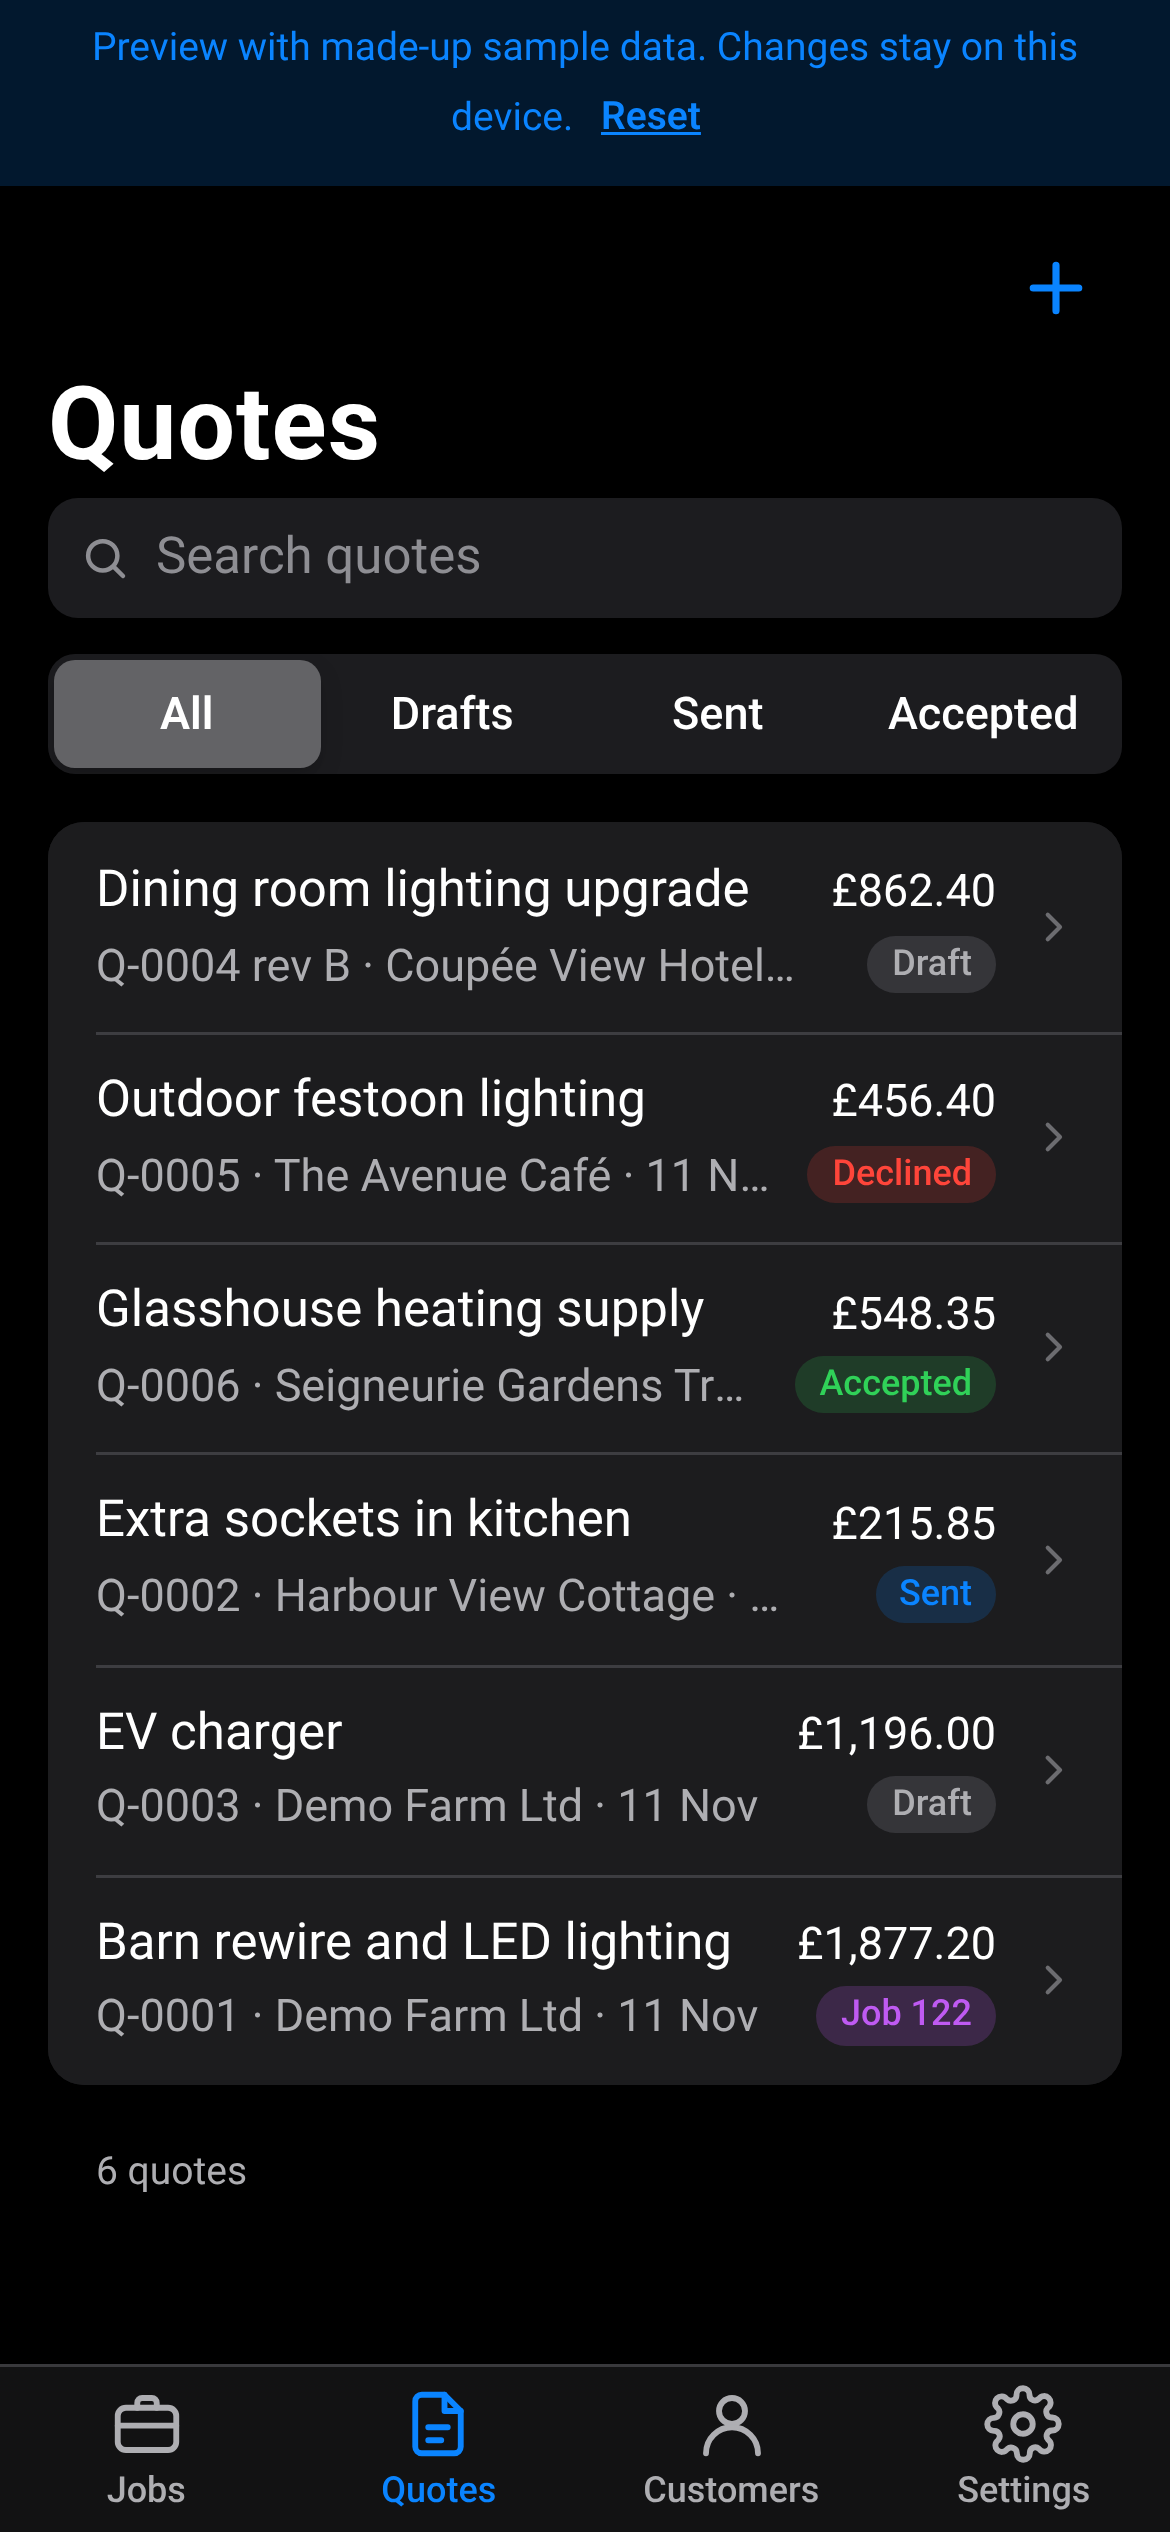 Preview with made-up sample data. Changes stay on this
device. Reset
Quotes
Search quotes
All Drafts Sent Accepted
Dining room lighting upgrade £862.40
Q-0004 rev B · Coupée View Hotel… Draft
Outdoor festoon lighting £456.40
Q-0005 · The Avenue Café · 11 N… Declined
Glasshouse heating supply £548.35
Q-0006 · Seigneurie Gardens Tr… Accepted
Extra sockets in kitchen £215.85
Q-0002 · Harbour View Cottage · … Sent
EV charger £1,196.00
Q-0003 · Demo Farm Ltd · 11 Nov Draft
Barn rewire and LED lighting £1,877.20
Q-0001 · Demo Farm Ltd · 11 Nov Job 122
6 quotes
Jobs Quotes Customers Settings